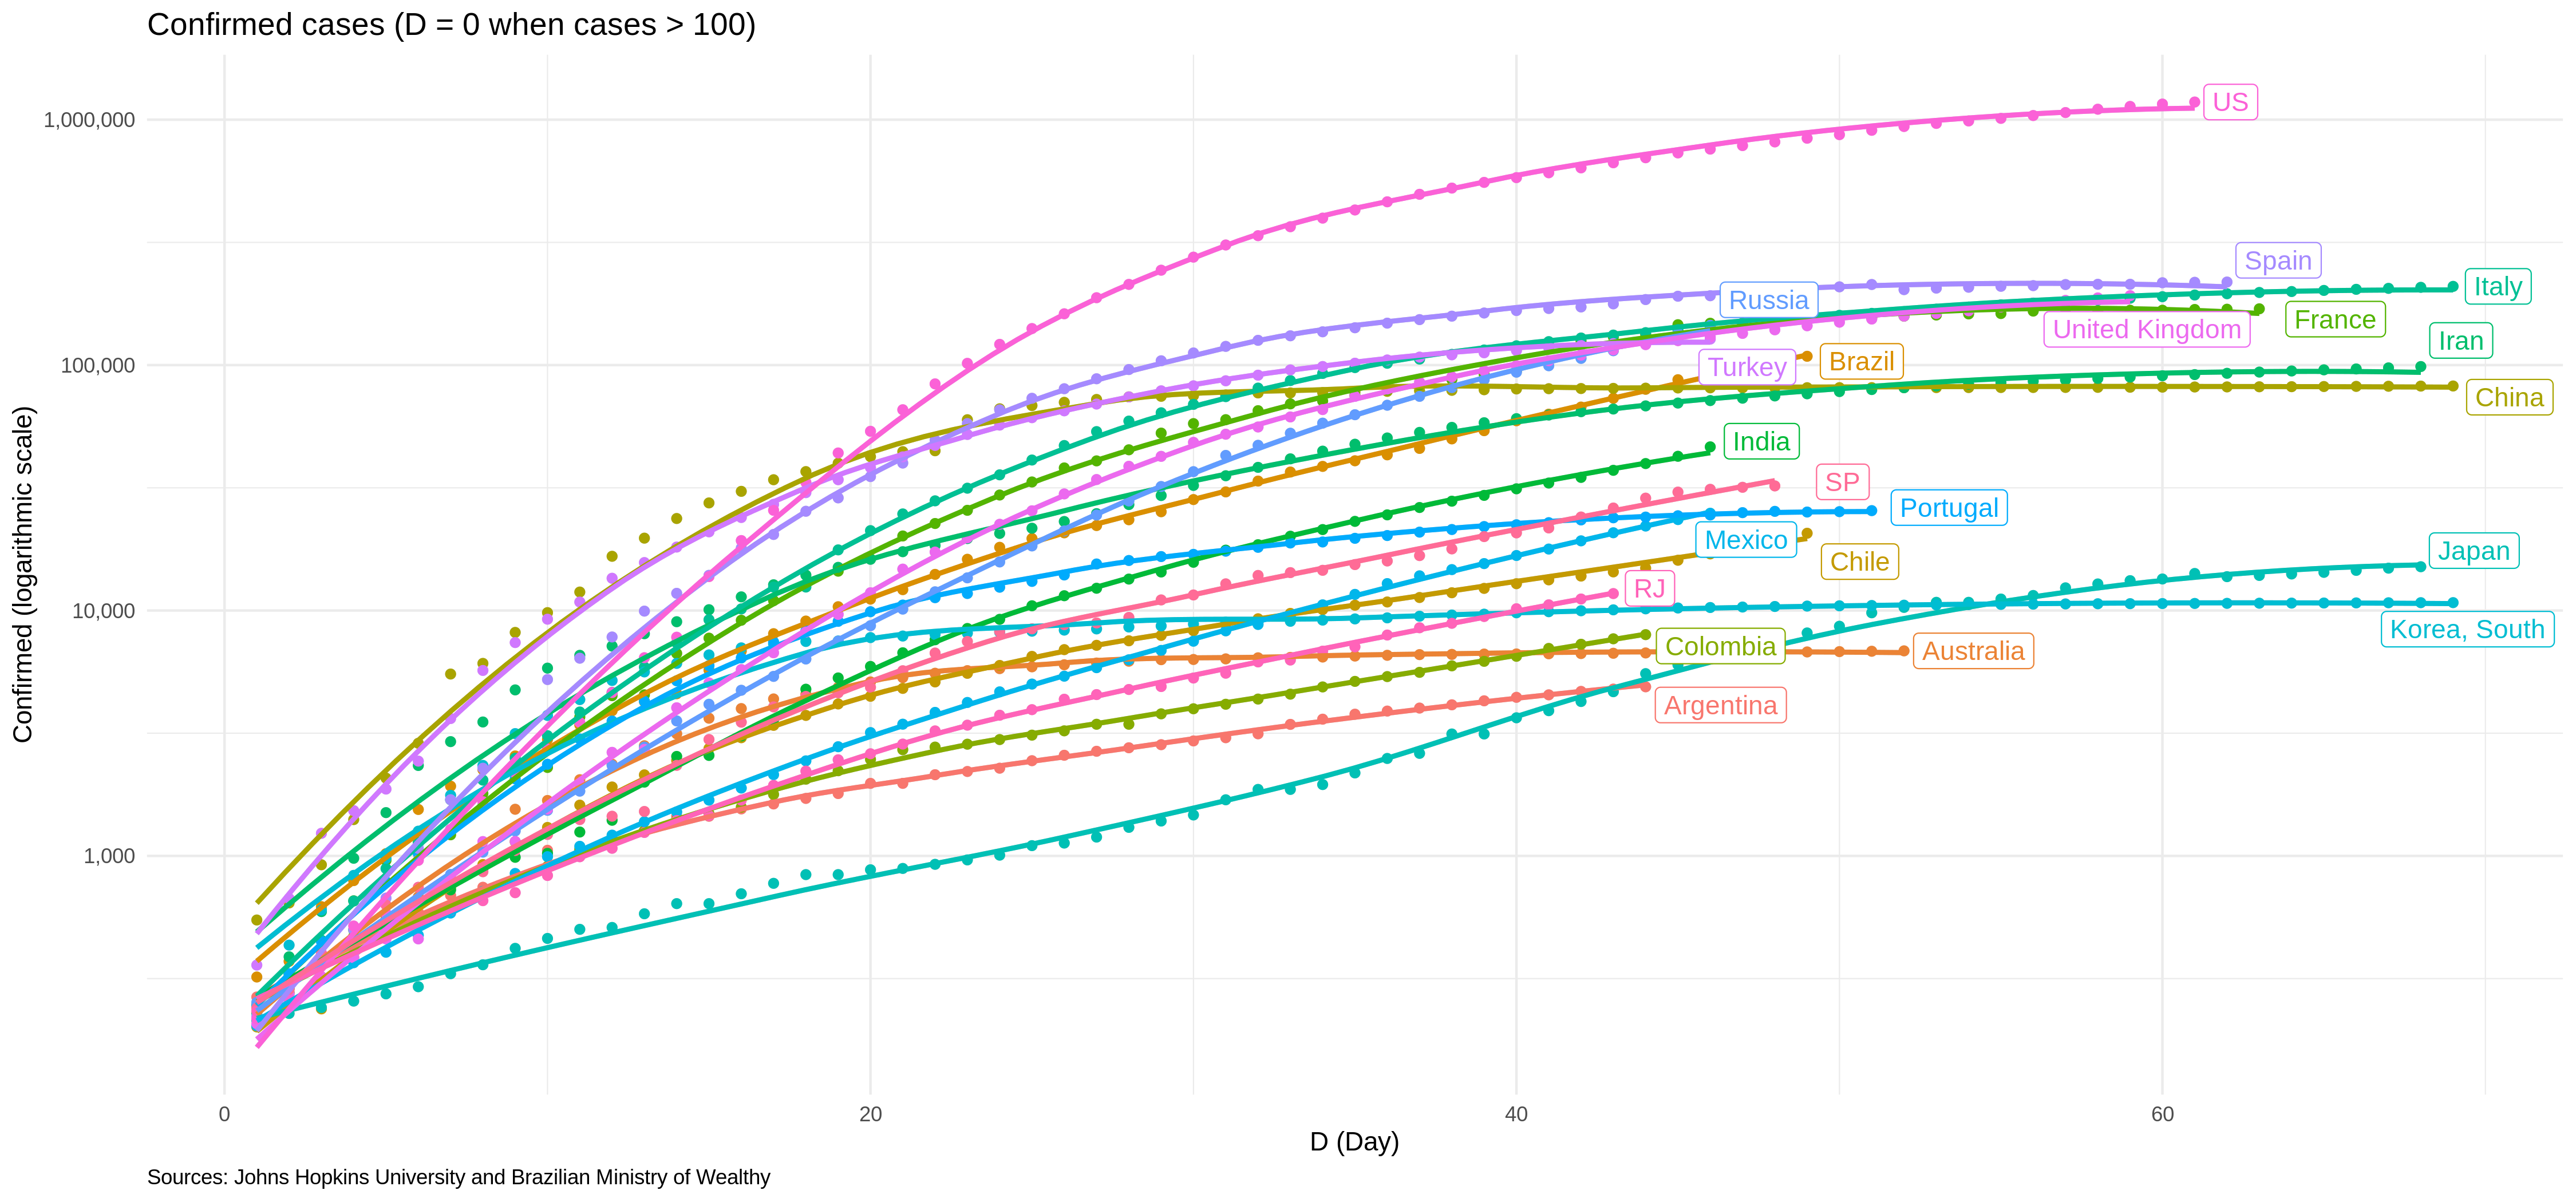 Confirmed cases (D = 0 when cases > 100)
1,000,000
100,000
10,000
1,000
Confirmed (logarithmic scale)
US
Spain
Italy
Russia
France
United Kingdom
Iran
Turkey
Brazil
China
India
SP
Portugal
Mexico
Chile
Japan
RJ
Korea, South
Colombia
Australia
Argentina
0
20
40
60
D (Day)
Sources: Johns Hopkins University and Brazilian Ministry of Wealthy